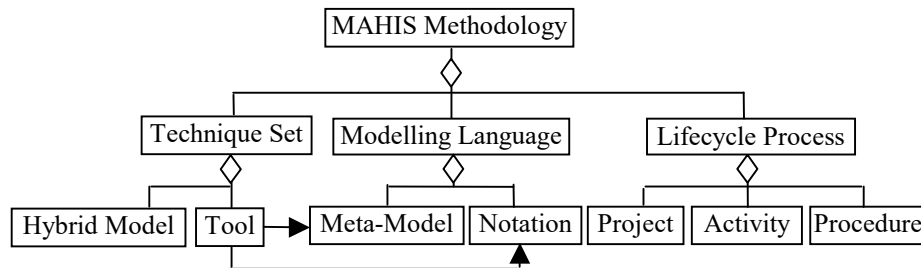 MAHIS Methodology
Technique Set
Modelling Language
Lifecycle Process
Hybrid Model
Tool
Meta-Model
Notation
Project
Activity
Procedure